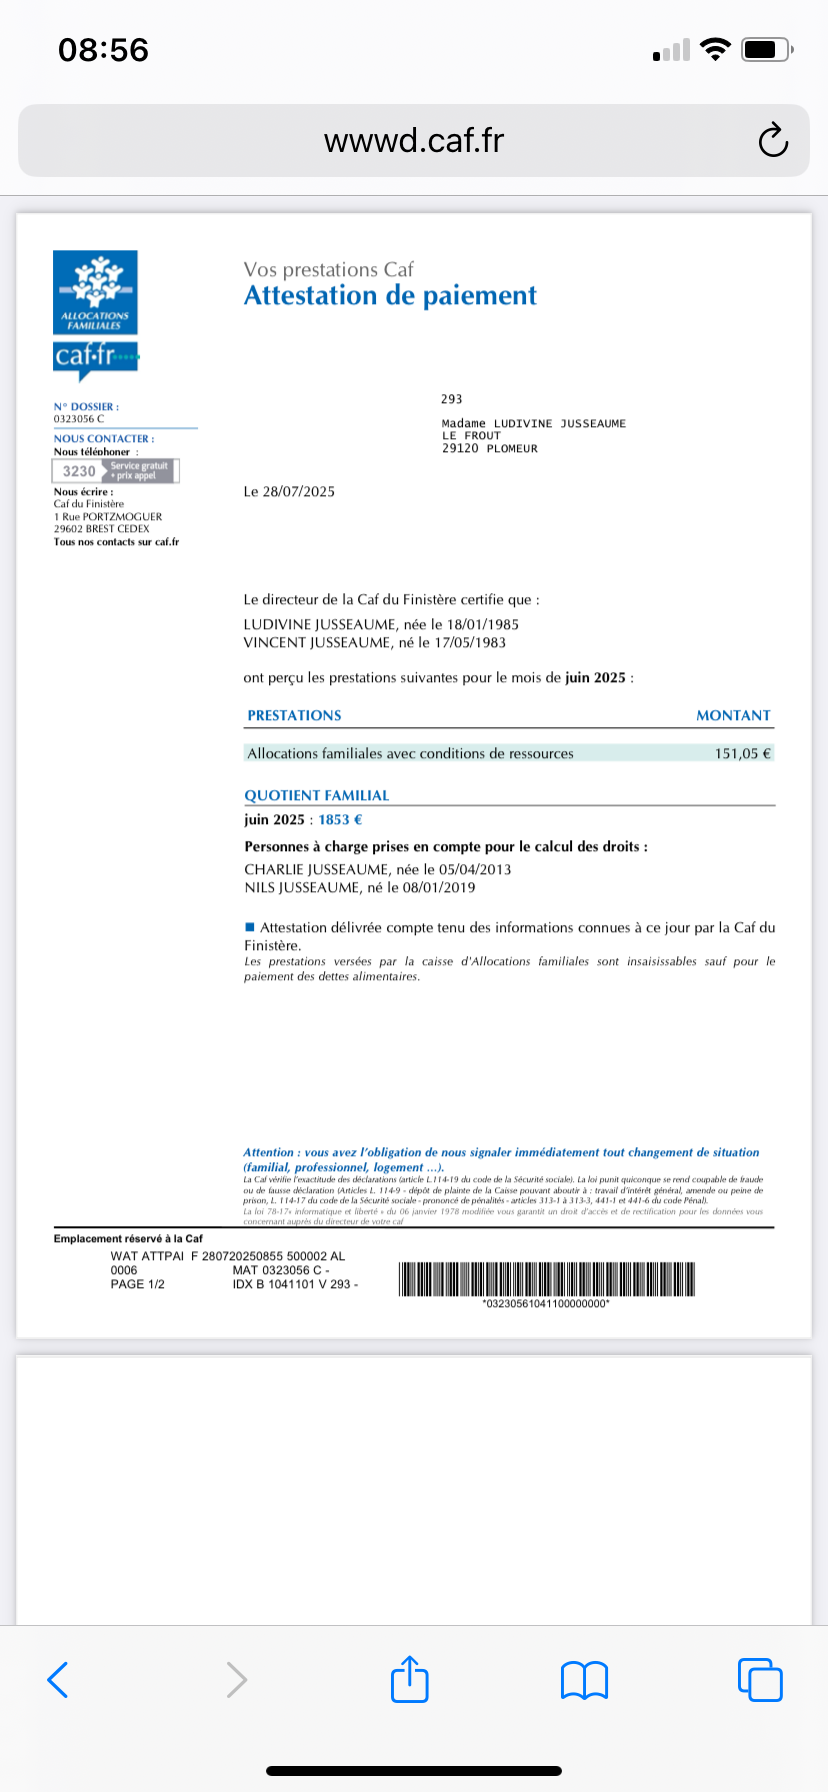 08:56
wwwd.caf.fr
ALLOCATIONS
FAMILIALES
caf.fr
Vos prestations Caf
Attestation de paiement
N° DOSSIER :
0323056 C
NOUS CONTACTER :
Nous téléphoner :
3230 Service gratuit
+ prix appel
Nous écrire :
Caf du Finistère
1 Rue PORTZMOGUER
29602 BREST CEDEX
Tous nos contacts sur caf.fr
293
Madame LUDIVINE JUSSEAUME
LE FROUT
29120 PLOMEUR
Le 28/07/2025
Le directeur de la Caf du Finistère certifie que :
LUDIVINE JUSSEAUME, née le 18/01/1985
VINCENT JUSSEAUME, né le 17/05/1983
ont perçu les prestations suivantes pour le mois de juin 2025 :
PRESTATIONS MONTANT
Allocations familiales avec conditions de ressources 151,05 €
QUOTIENT FAMILIAL
juin 2025 : 1853 €
Personnes à charge prises en compte pour le calcul des droits :
CHARLIE JUSSEAUME, née le 05/04/2013
NILS JUSSEAUME, né le 08/01/2019
Attestation délivrée compte tenu des informations connues à ce jour par la Caf du
Finistère.
Les prestations versées par la caisse d'Allocations familiales sont insaisissables sauf pour le
paiement des dettes alimentaires.
Attention : vous avez l'obligation de nous signaler immédiatement tout changement de situation
(familial, professionnel, logement ...).
La Caf vérifie l'exactitude des déclarations (article L.114-19 du code de la Sécurité sociale). La loi punit quiconque se rend coupable de fraude
ou de fausse déclaration (Articles L. 114-9 - dépôt de plainte de la Caisse pouvant aboutir à : travail d'intérêt général, amende ou peine de
prison, L. 114-17 du code de la Sécurité sociale - prononcé de pénalités - articles 313-1 à 313-3, 441-1 et 441-6 du code Pénal).
La loi 78-17« informatique et liberté » du 06 janvier 1978 modifiée vous garantit un droit d'accès et de rectification pour les données vous
concernant auprès du directeur de votre caf
Emplacement réservé à la Caf
WAT ATTPAI F 280720250855 500002 AL
0006 MAT 0323056 C -
PAGE 1/2 IDX B 1041101 V 293 -
*03230561041100000000*